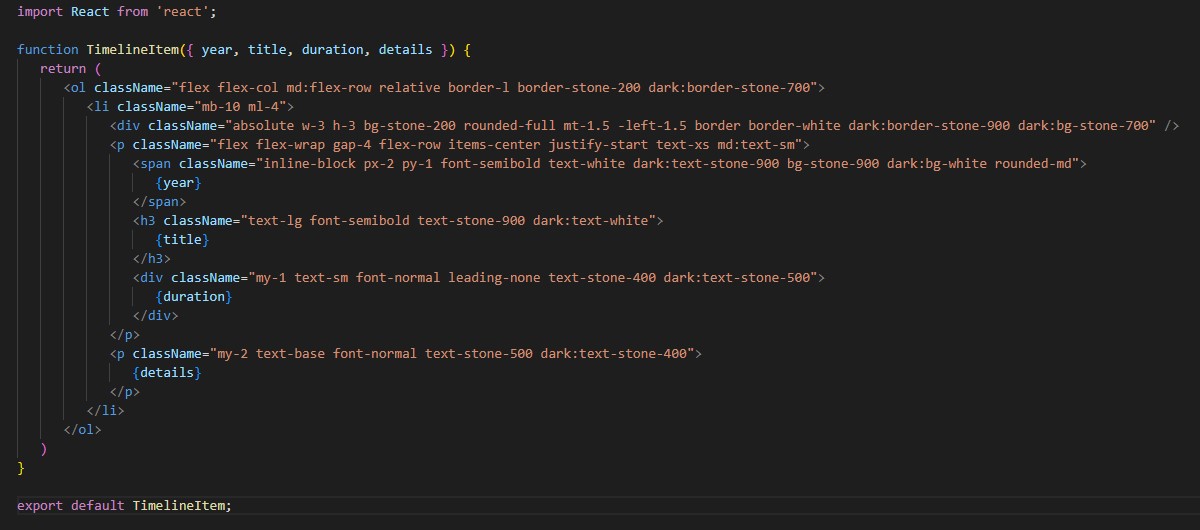 import React from 'react';
function TimelineItem({ year, title, duration, details }) {
return (
<ol className="flex flex-col md:flex-row relative border-l border-stone-200 dark:border-stone-700">
<li className="mb-10 ml-4">
<div className="absolute w-3 h-3 bg-stone-200 rounded-full mt-1.5 -left-1.5 border border-white dark:border-stone-900 dark:bg-stone-700" />
<p className="flex flex-wrap gap-4 flex-row items-center justify-start text-xs md:text-sm">
<span className="inline-block px-2 py-1 font-semibold text-white dark:text-stone-900 bg-stone-900 dark:bg-white rounded-md">
{year}
</span>
<h3 className="text-lg font-semibold text-stone-900 dark:text-white">
{title}
</h3>
<div className="my-1 text-sm font-normal leading-none text-stone-400 dark:text-stone-500">
{duration}
</div>
</p>
<p className="my-2 text-base font-normal text-stone-500 dark:text-stone-400">
{details}
</p>
</li>
</ol>
)
}
export default TimelineItem;